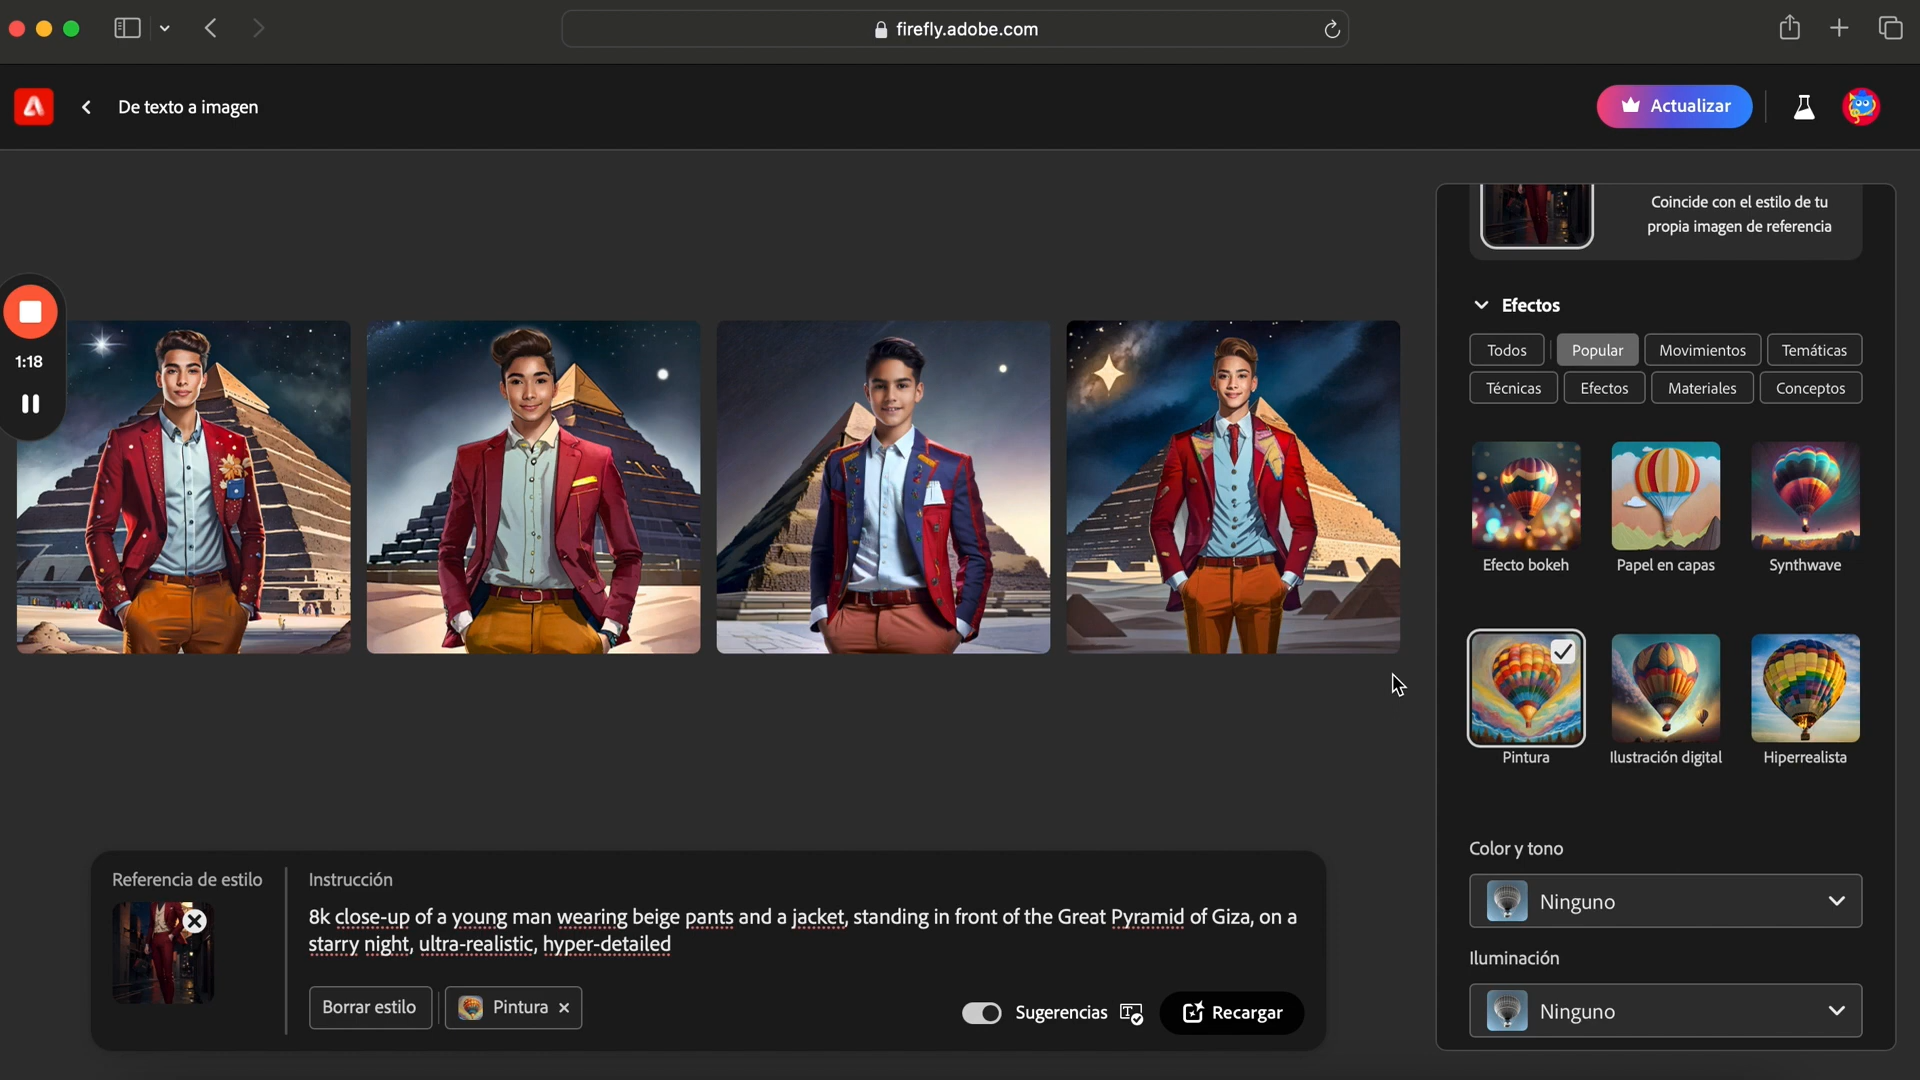 firefly.adobe.com
De texto a imagen
Actualizar
Coincide con el estilo de tu
propia imagen de referencia
1:18
Efectos
Todos Popular Movimientos Temáticas
Técnicas Efectos Materiales Conceptos
Efecto bokeh Papel en capas Synthwave
Pintura Ilustración digital Hiperrealista
Color y tono
Ninguno
Iluminación
Ninguno
Referencia de estilo
Instrucción
8k close-up of a young man wearing beige pants and a jacket, standing in front of the Great Pyramid of Giza, on a
starry night, ultra-realistic, hyper-detailed
Borrar estilo Pintura Sugerencias Recargar